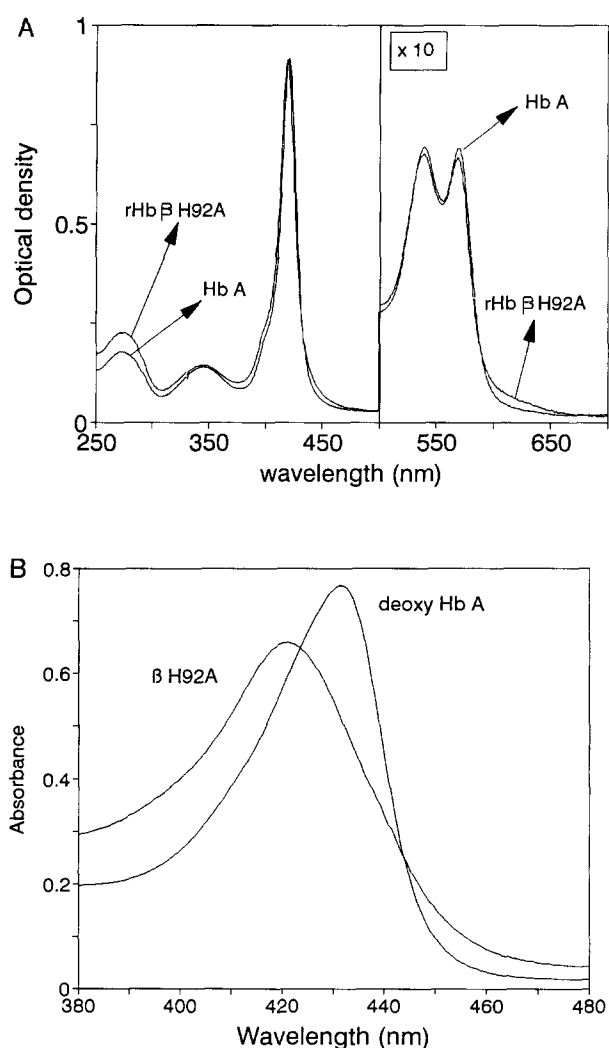 A
1
x 10
Hb A
rHb β H92A
Hb A
0.5
Optical density
rHb β H92A
0
250 350 450 550 650
wavelength (nm)
B
0.8
deoxy Hb A
0.6
β H92A
Absorbance
0.4
0.2
0
380 400 420 440 460 480
Wavelength (nm)